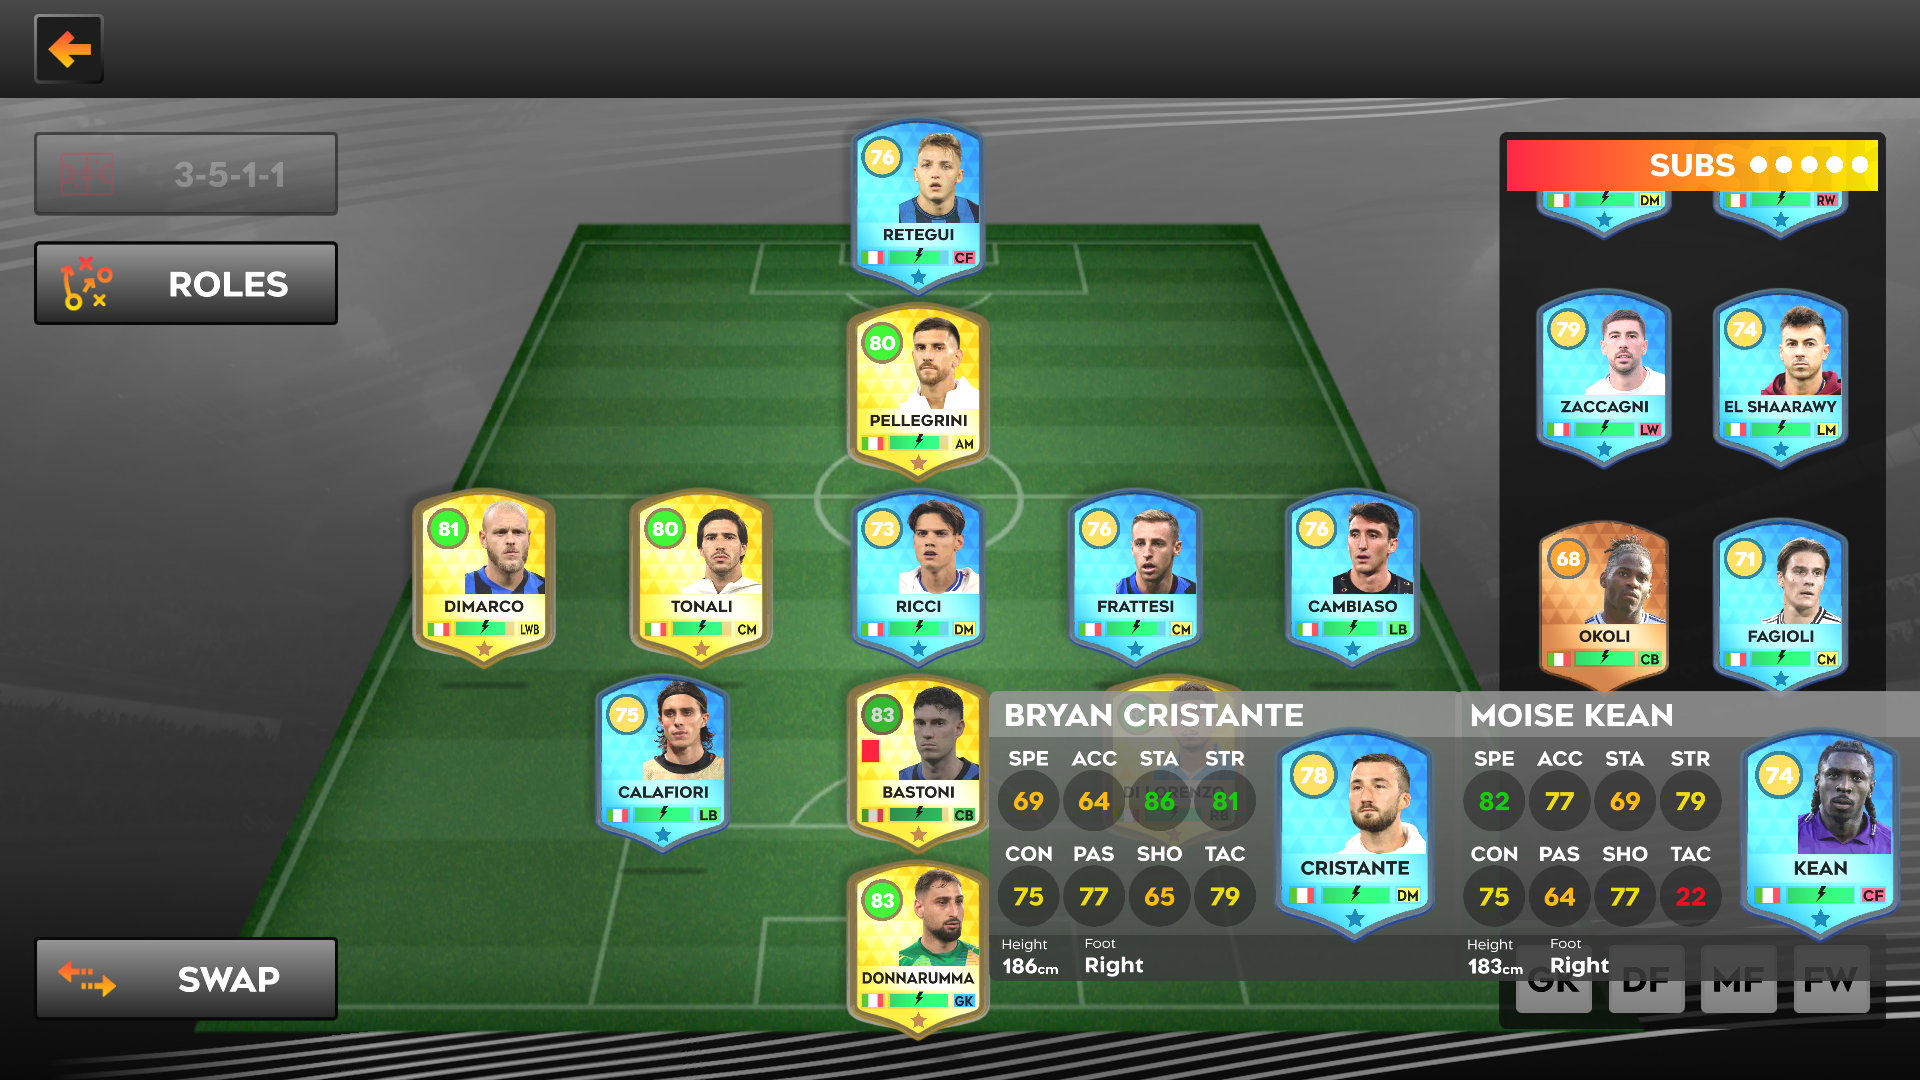 3-5-1-1
ROLES
SWAP
76
RETEGUI
CF
80
PELLEGRINI
AM
81
DIMARCO
LWB
80
TONALI
CM
73
RICCI
DM
76
FRATTESI
CM
76
CAMBIASO
LB
75
CALAFIORI
LB
83
BASTONI
CB
DI LORENZO
RB
83
DONNARUMMA
GK
SUBS
DM
RW
79
ZACCAGNI
LW
74
EL SHAARAWY
LM
68
OKOLI
CB
71
FAGIOLI
CM
BRYAN CRISTANTE
SPE ACC STA STR
69 64 86 81
CON PAS SHO TAC
75 77 65 79
Height Foot
186cm Right
78
CRISTANTE
DM
MOISE KEAN
SPE ACC STA STR
82 77 69 79
CON PAS SHO TAC
75 64 77 22
Height Foot
183cm Right
74
KEAN
CF
GK DF MF FW